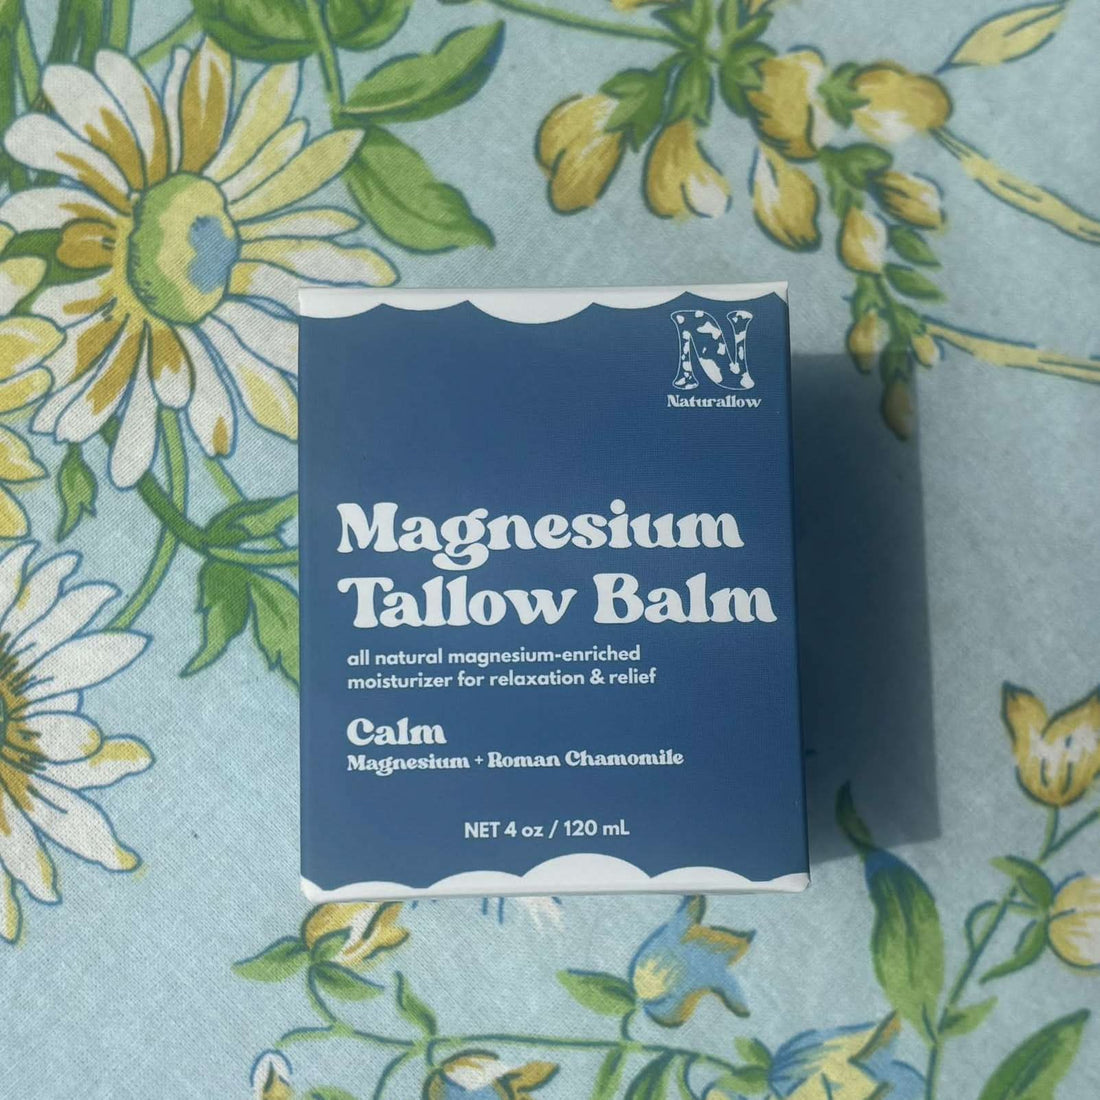 Naturallow
Magnesium
Tallow Balm
all natural magnesium-enriched
moisturizer for relaxation & relief
Calm
Magnesium + Roman Chamomile
NET 4 oz / 120 mL